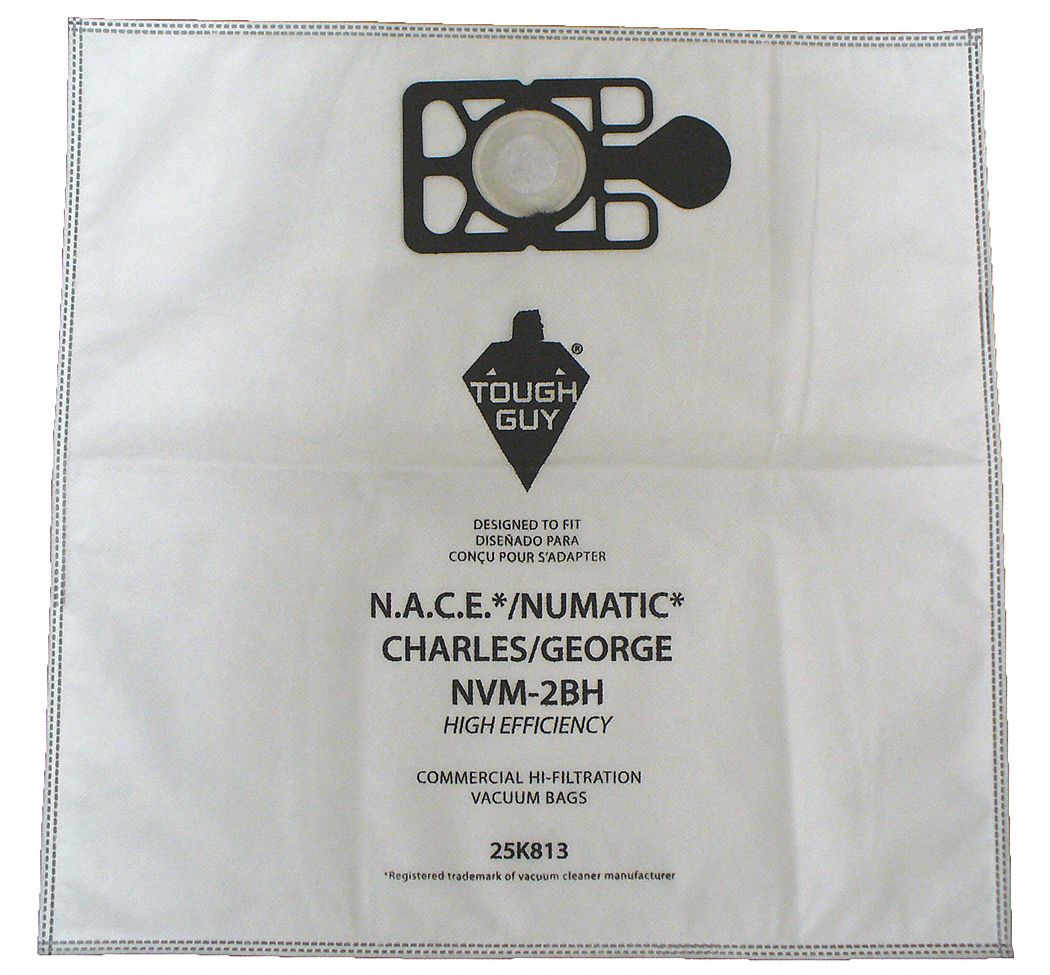 TOUGH
GUY
®
DESIGNED TO FIT
DISEÑADO PARA
CONÇU POUR S'ADAPTER
N.A.C.E.*/NUMATIC*
CHARLES/GEORGE
NVM-2BH
HIGH EFFICIENCY
COMMERCIAL HI-FILTRATION
VACUUM BAGS
25K813
*Registered trademark of vacuum cleaner manufacturer